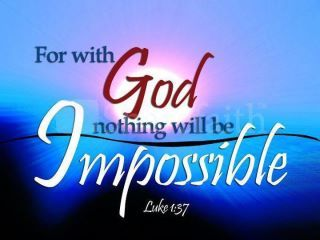 For with
God
nothing will be
Impossible
Luke 1:37